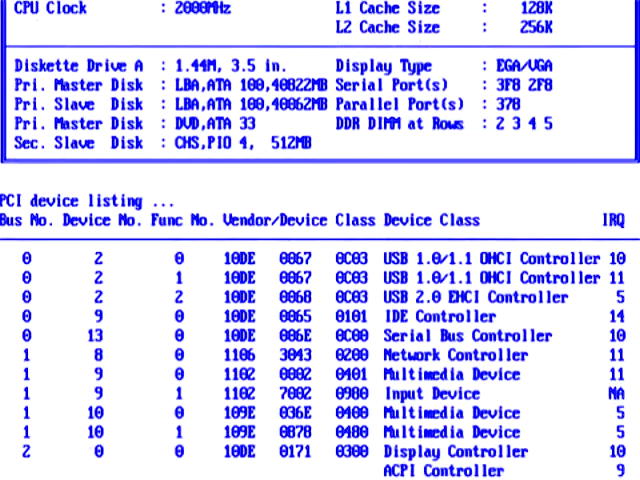 CPU Clock : 2000MHz L1 Cache Size : 128K
L2 Cache Size : 256K
Diskette Drive A : 1.44M, 3.5 in. Display Type : EGA/VGA
Pri. Master Disk : LBA,ATA 100,40822MB Serial Port(s) : 3F8 2F8
Pri. Slave Disk : LBA,ATA 100,40062MB Parallel Port(s) : 378
Pri. Master Disk : DVD,ATA 33 DDR DIMM at Rows : 2 3 4 5
Sec. Slave Disk : CHS,PIO 4, 512MB
PCI device listing ...
Bus No. Device No. Func No. Vendor/Device Class Device Class IRQ
0 2 0 10DE 0067 0C03 USB 1.0/1.1 OHCI Controller 10
0 2 1 10DE 0067 0C03 USB 1.0/1.1 OHCI Controller 11
0 2 2 10DE 0068 0C03 USB 2.0 EHCI Controller 5
0 9 0 10DE 0065 0101 IDE Controller 14
0 13 0 10DE 006E 0C00 Serial Bus Controller 10
1 8 0 1106 3043 0200 Network Controller 11
1 9 0 1102 0002 0401 Multimedia Device 11
1 9 1 1102 7002 0980 Input Device NA
1 10 0 109E 036E 0400 Multimedia Device 5
1 10 1 109E 0878 0480 Multimedia Device 5
2 0 0 10DE 0171 0300 Display Controller 10
ACPI Controller 9